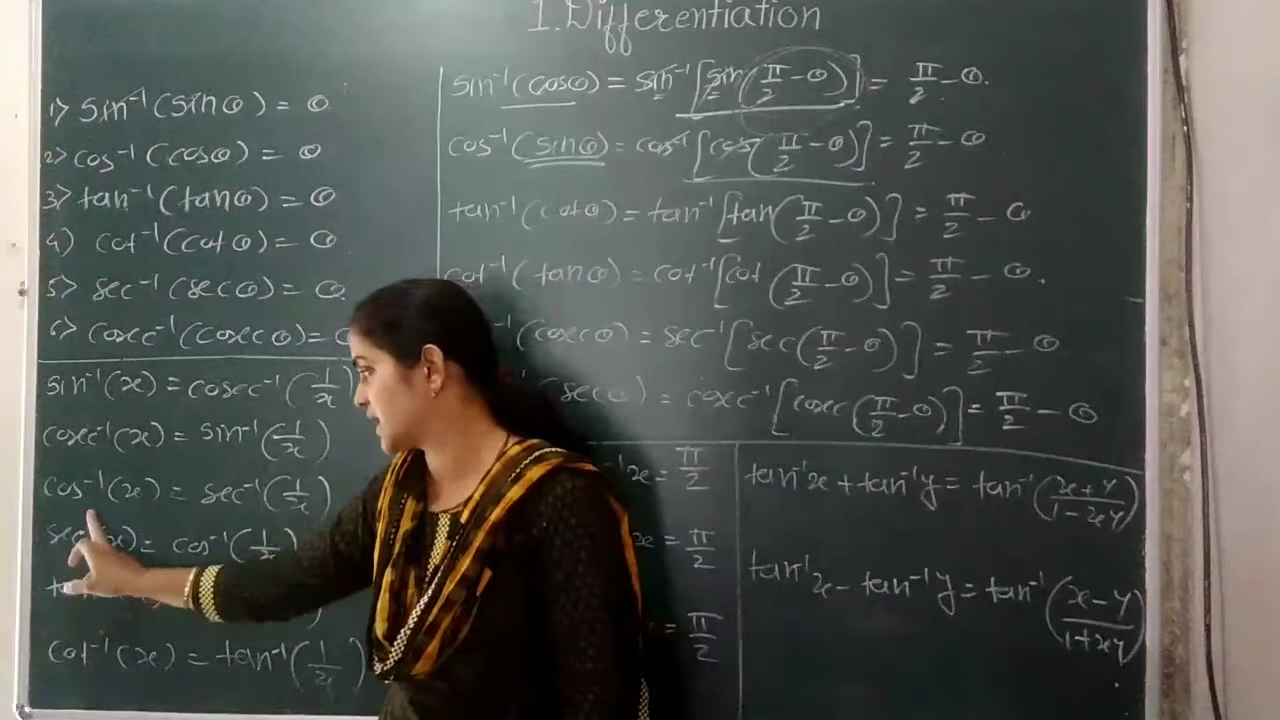 1. Differentiation
1> sin⁻¹(sinθ) = θ
2> cos⁻¹(cosθ) = θ
3> tan⁻¹(tanθ) = θ
4) cot⁻¹(cotθ) = θ
5> sec⁻¹(secθ) = θ
6) cosec⁻¹(cosecθ) =
sin⁻¹(x) = cosec⁻¹(1/x)
cosec⁻¹(x) = sin⁻¹(1/x)
cos⁻¹(x) = sec⁻¹(1/x)
sec (x) = cos⁻¹(1/x)
cot⁻¹(x) = tan⁻¹(1/x)
sin⁻¹(cosθ) = sin⁻¹[sin(π/2 - θ)] = π/2 - θ.
cos⁻¹(sinθ) = cos⁻¹[cos(π/2 - θ)] = π/2 - θ
tan⁻¹(cotθ) = tan⁻¹[tan(π/2 - θ)] = π/2 - θ
cot⁻¹(tanθ) = cot⁻¹[cot(π/2 - θ)] = π/2 - θ.
⁻¹(cosecθ) = sec⁻¹[sec(π/2 - θ)] = π/2 - θ
(secθ) = cosec⁻¹[cosec(π/2 - θ)] = π/2 - θ
⁻¹x = π/2
x = π/2
= π/2
tan⁻¹x + tan⁻¹y = tan⁻¹(x+y/1-xy)
tan⁻¹x - tan⁻¹y = tan⁻¹(x-y/1+xy)